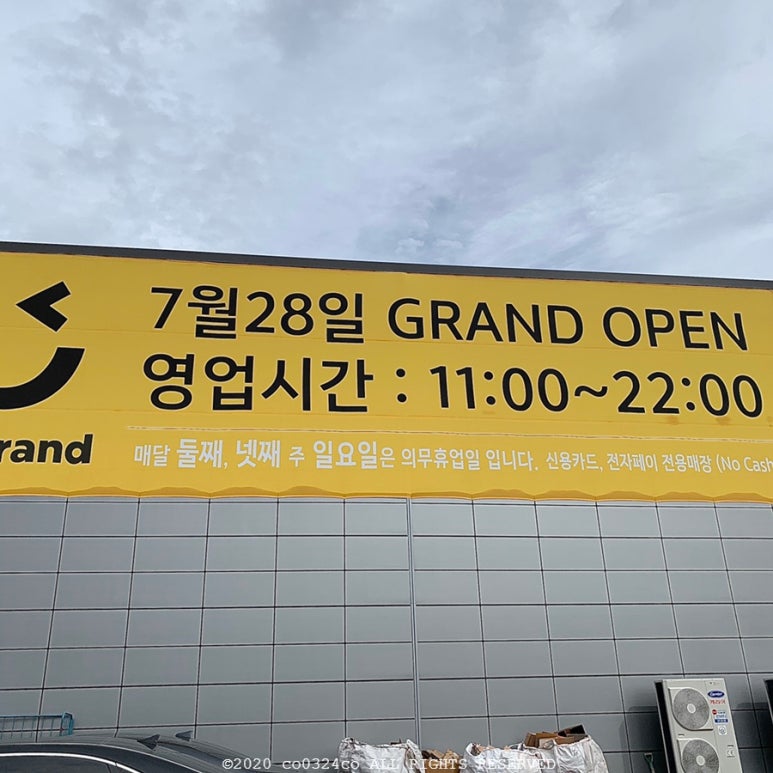 7월28일 GRAND OPEN
영업시간 : 11:00~22:00
rand
매달 둘째, 넷째 주 일요일은 의무휴업일 입니다. 신용카드, 전자페이 전용매장 (No Cash
©2020 co0324co ALL RIGHTS RESERVED